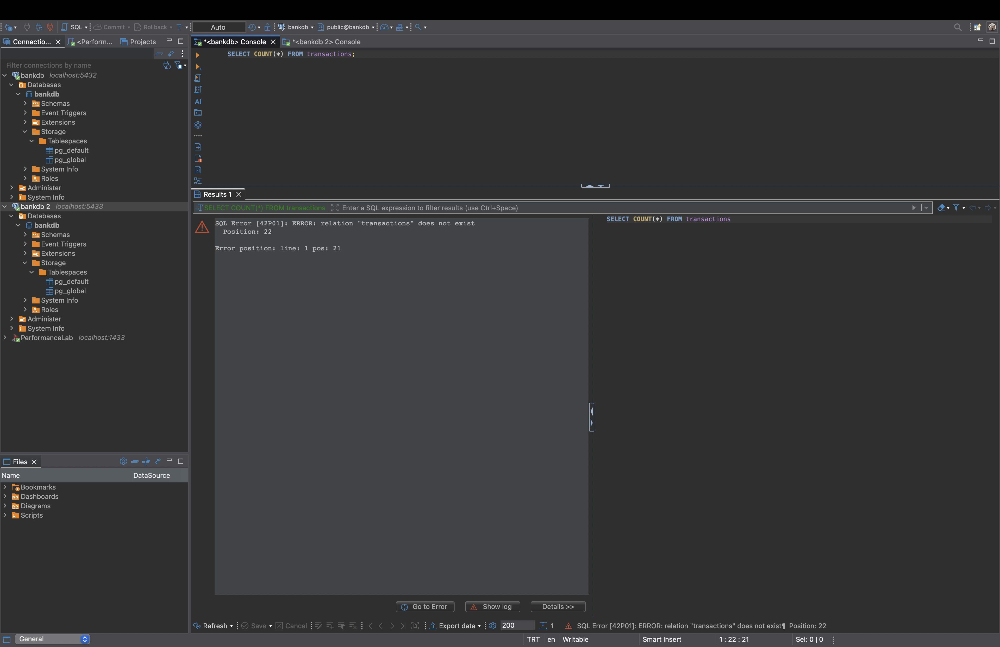 SQL
Commit
Rollback
Auto
bankdb
public@bankdb
Connectio...
<Perform...
Projects
*<bankdb> Console
*<bankdb 2> Console
Filter connections by name
bankdb localhost:5432
Databases
bankdb
Schemas
Event Triggers
Extensions
Storage
Tablespaces
pg_default
pg_global
System Info
Roles
Administer
System Info
bankdb 2 localhost:5433
Databases
bankdb
Schemas
Event Triggers
Extensions
Storage
Tablespaces
pg_default
pg_global
System Info
Roles
Administer
System Info
PerformanceLab localhost:1433
SELECT COUNT(*) FROM transactions;
AI
Results 1
SELECT COUNT(*) FROM transactions
Enter a SQL expression to filter results (use Ctrl+Space)
SQL Error [42P01]: ERROR: relation "transactions" does not exist
Position: 22
Error position: line: 1 pos: 21
SELECT COUNT(*) FROM transactions
Go to Error
Show log
Details >>
Files
Name
DataSource
Bookmarks
Dashboards
Diagrams
Scripts
Refresh
Save
Cancel
Export data
200
1
SQL Error [42P01]: ERROR: relation "transactions" does not exist¶ Position: 22
General
TRT
en
Writable
Smart Insert
1 : 22 : 21
Sel: 0 | 0